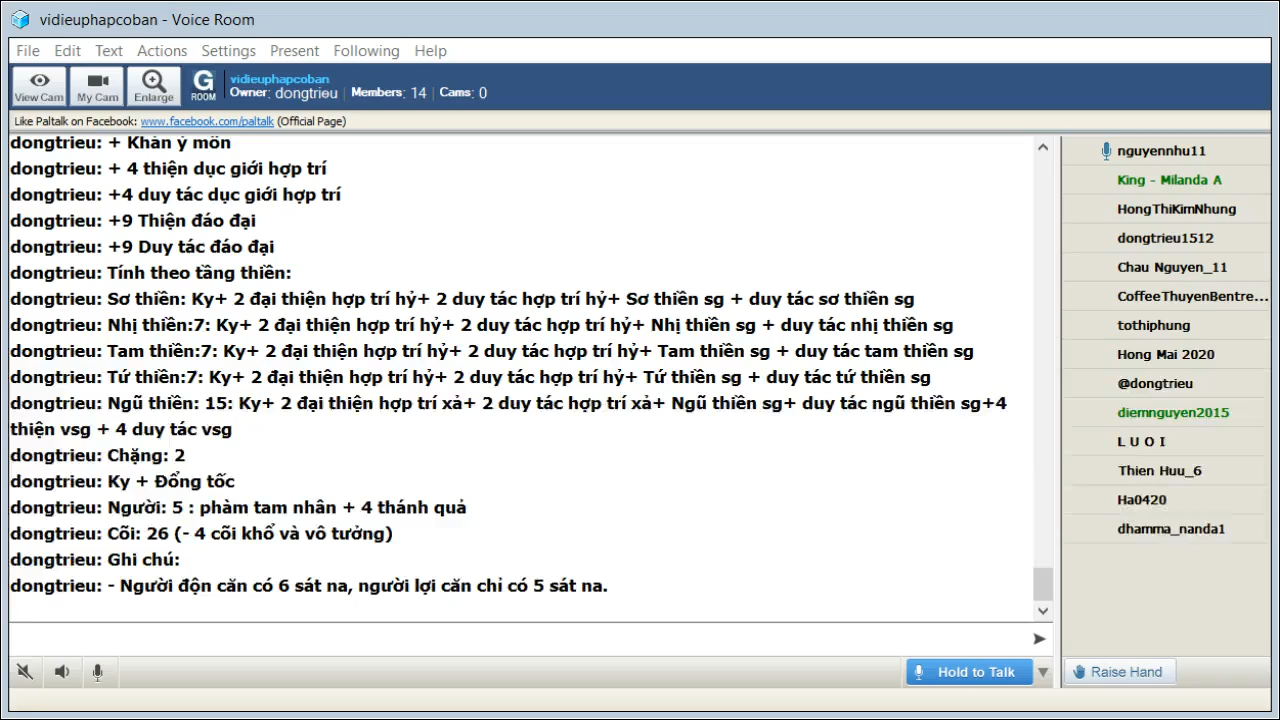 vidieuphapcoban - Voice Room
File Edit Text Actions Settings Present Following Help
View Cam My Cam Enlarge G ROOM
vidieuphapcoban
Owner: dongtrieu | Members: 14 | Cams: 0
Like Paltalk on Facebook: www.facebook.com/paltalk (Official Page)
dongtrieu: + Khán ý môn
dongtrieu: + 4 thiện dục giới hợp trí
dongtrieu: +4 duy tác dục giới hợp trí
dongtrieu: +9 Thiện đáo đại
dongtrieu: +9 Duy tác đáo đại
dongtrieu: Tính theo tầng thiền:
dongtrieu: Sơ thiền: Ky+ 2 đại thiện hợp trí hỷ+ 2 duy tác hợp trí hỷ+ Sơ thiền sg + duy tác sơ thiền sg
dongtrieu: Nhị thiền:7: Ky+ 2 đại thiện hợp trí hỷ+ 2 duy tác hợp trí hỷ+ Nhị thiền sg + duy tác nhị thiền sg
dongtrieu: Tam thiền:7: Ky+ 2 đại thiện hợp trí hỷ+ 2 duy tác hợp trí hỷ+ Tam thiền sg + duy tác tam thiền sg
dongtrieu: Tứ thiền:7: Ky+ 2 đại thiện hợp trí hỷ+ 2 duy tác hợp trí hỷ+ Tứ thiền sg + duy tác tứ thiền sg
dongtrieu: Ngũ thiền: 15: Ky+ 2 đại thiện hợp trí xả+ 2 duy tác hợp trí xả+ Ngũ thiền sg+ duy tác ngũ thiền sg+4
thiện vsg + 4 duy tác vsg
dongtrieu: Chặng: 2
dongtrieu: Ky + Đổng tốc
dongtrieu: Người: 5 : phàm tam nhân + 4 thánh quả
dongtrieu: Cõi: 26 (- 4 cõi khổ và vô tưởng)
dongtrieu: Ghi chú:
dongtrieu: - Người độn căn có 6 sát na, người lợi căn chỉ có 5 sát na.
nguyennhu11
King - Milanda A
HongThiKimNhung
dongtrieu1512
Chau Nguyen_11
CoffeeThuyenBentre...
tothiphung
Hong Mai 2020
@dongtrieu
diemnguyen2015
L U O I
Thien Huu_6
Ha0420
dhamma_nanda1
Hold to Talk
Raise Hand